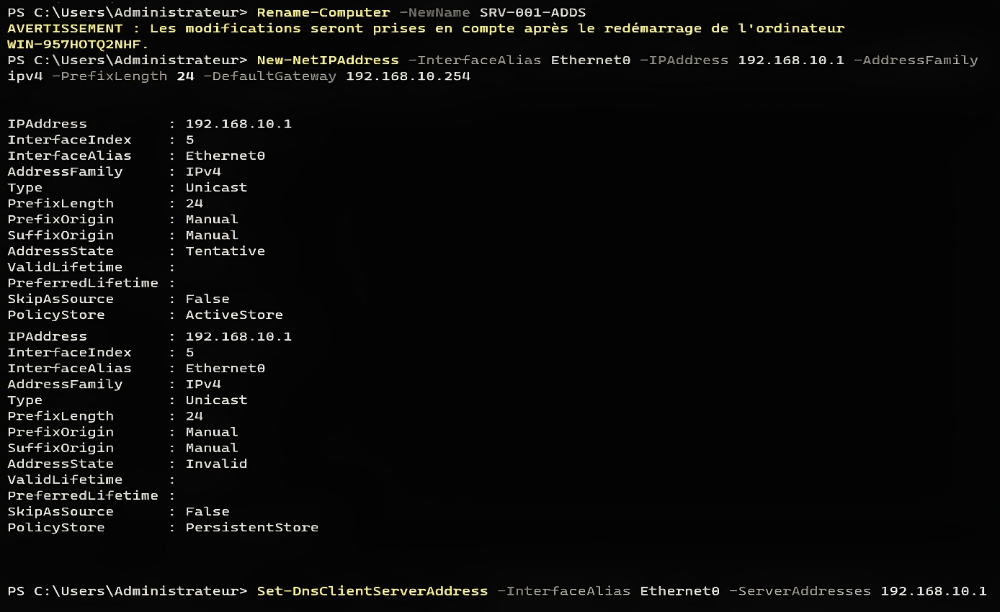 PS C:\Users\Administrateur> Rename-Computer -NewName SRV-001-ADDS
AVERTISSEMENT : Les modifications seront prises en compte après le redémarrage de l'ordinateur
WIN-957HOTQ2NHF.
PS C:\Users\Administrateur> New-NetIPAddress -InterfaceAlias Ethernet0 -IPAddress 192.168.10.1 -AddressFamily
ipv4 -PrefixLength 24 -DefaultGateway 192.168.10.254
IPAddress : 192.168.10.1
InterfaceIndex : 5
InterfaceAlias : Ethernet0
AddressFamily : IPv4
Type : Unicast
PrefixLength : 24
PrefixOrigin : Manual
SuffixOrigin : Manual
AddressState : Tentative
ValidLifetime :
PreferredLifetime :
SkipAsSource : False
PolicyStore : ActiveStore
IPAddress : 192.168.10.1
InterfaceIndex : 5
InterfaceAlias : Ethernet0
AddressFamily : IPv4
Type : Unicast
PrefixLength : 24
PrefixOrigin : Manual
SuffixOrigin : Manual
AddressState : Invalid
ValidLifetime :
PreferredLifetime :
SkipAsSource : False
PolicyStore : PersistentStore
PS C:\Users\Administrateur> Set-DnsClientServerAddress -InterfaceAlias Ethernet0 -ServerAddresses 192.168.10.1